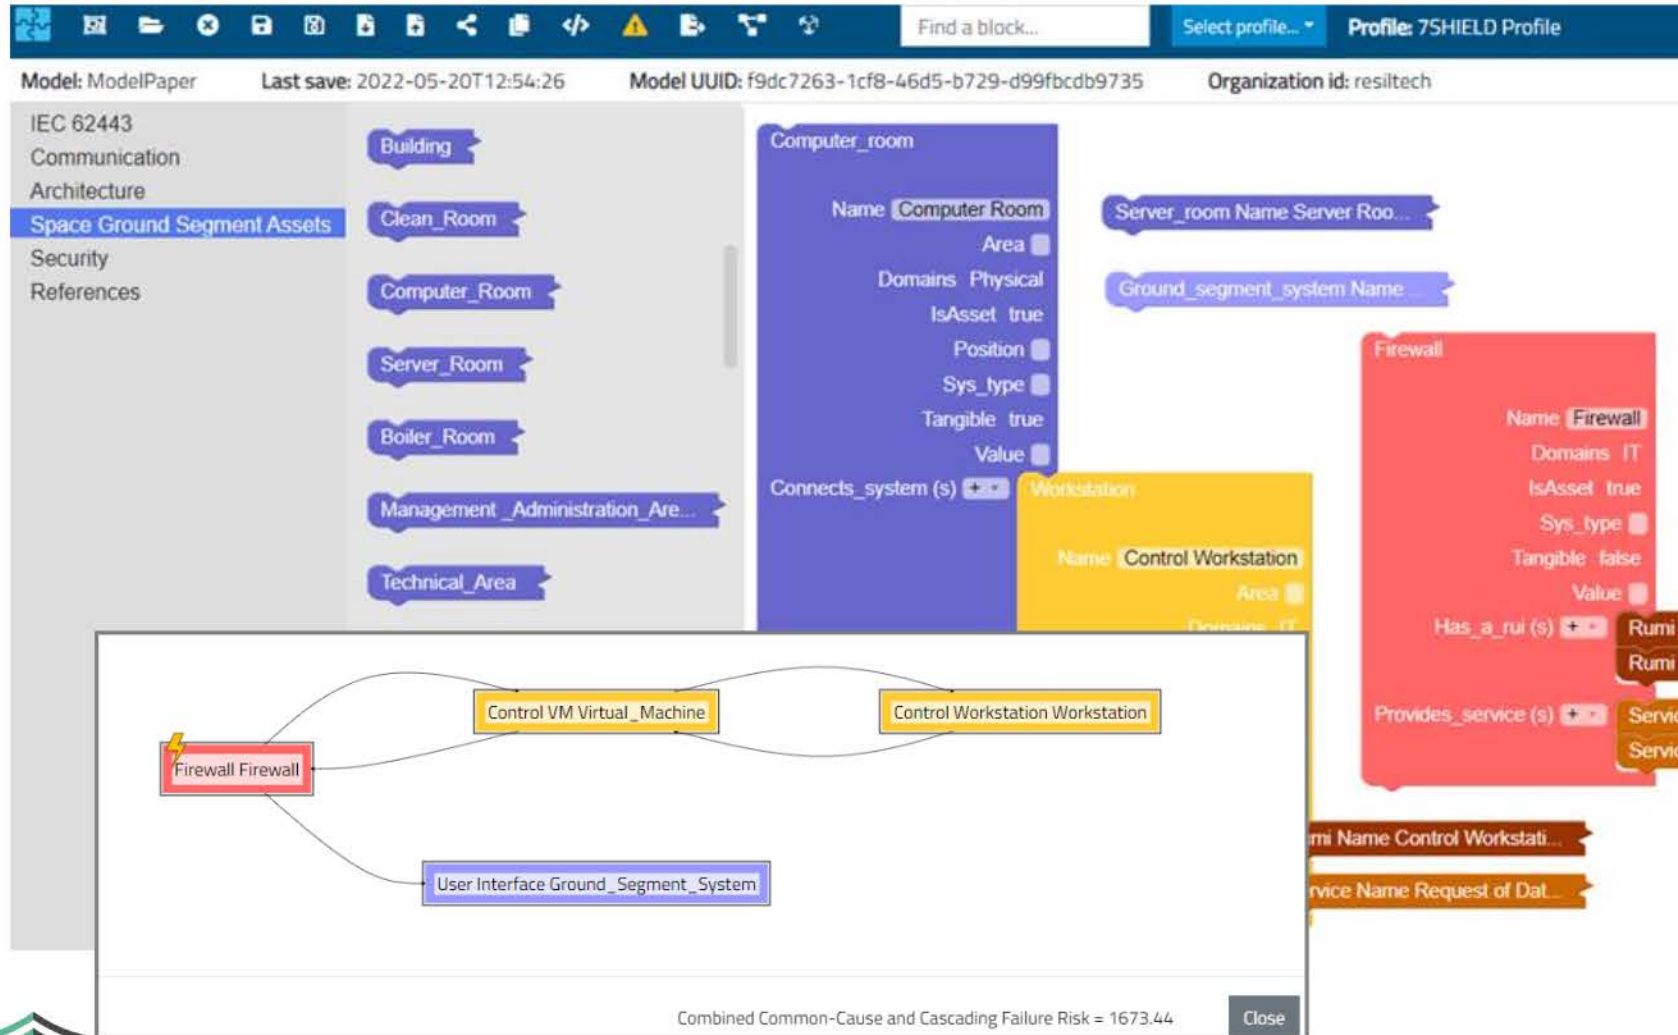 Find a block...
Select profile...
Profile: 7SHIELD Profile
Model: ModelPaper
Last save: 2022-05-20T12:54:26
Model UUID: f9dc7263-1cf8-46d5-b729-d99fbcdb9735
Organization id: resiltech
IEC 62443
Communication
Architecture
Space Ground Segment Assets
Security
References
Building
Clean_Room
Computer_Room
Server_Room
Boiler_Room
Management_Administration_Are...
Technical_Area
Computer_room
Name Computer Room
Area
Domains Physical
IsAsset true
Position
Sys_type
Tangible true
Value
Connects_system (s) +
Server_room Name Server Roo...
Ground_segment_system Name ...
Workstation
Name Control Workstation
Area
Domains IT
Firewall
Name Firewall
Domains IT
IsAsset true
Sys_type
Tangible false
Value
Has_a_rui (s) +
Rumi
Rumi
Provides_service (s) +
Servic
Servic
mi Name Control Workstati...
rvice Name Request of Dat...
Control VM Virtual_Machine
Control Workstation Workstation
Firewall Firewall
User Interface Ground_Segment_System
Combined Common-Cause and Cascading Failure Risk = 1673.44
Close